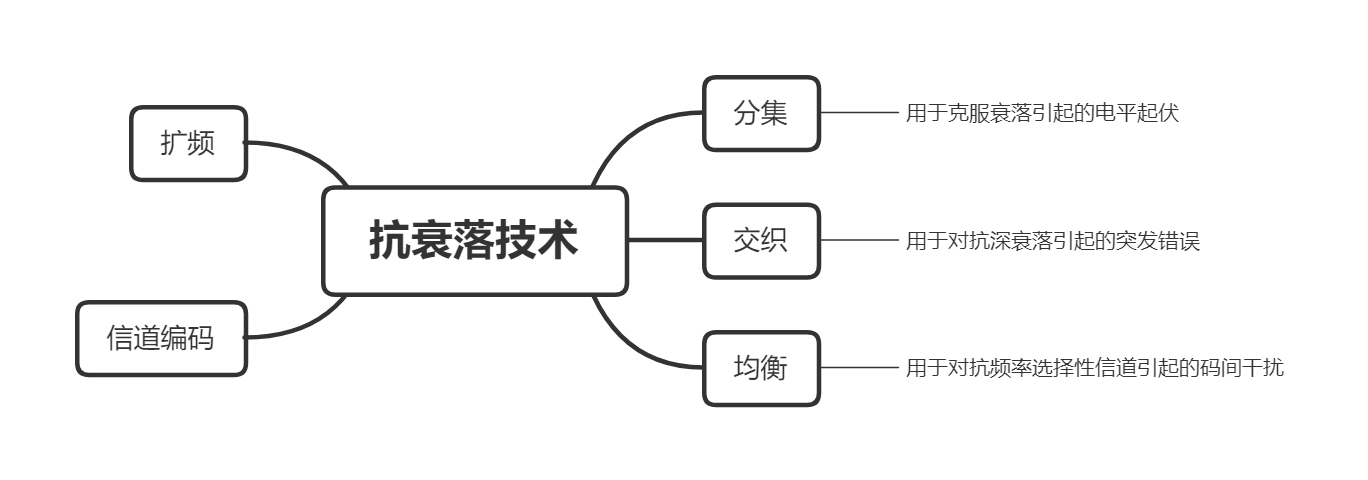 抗衰落技术
分集
用于克服衰落引起的电平起伏
交织
用于对抗深衰落引起的突发错误
均衡
用于对抗频率选择性信道引起的码间干扰
扩频
信道编码